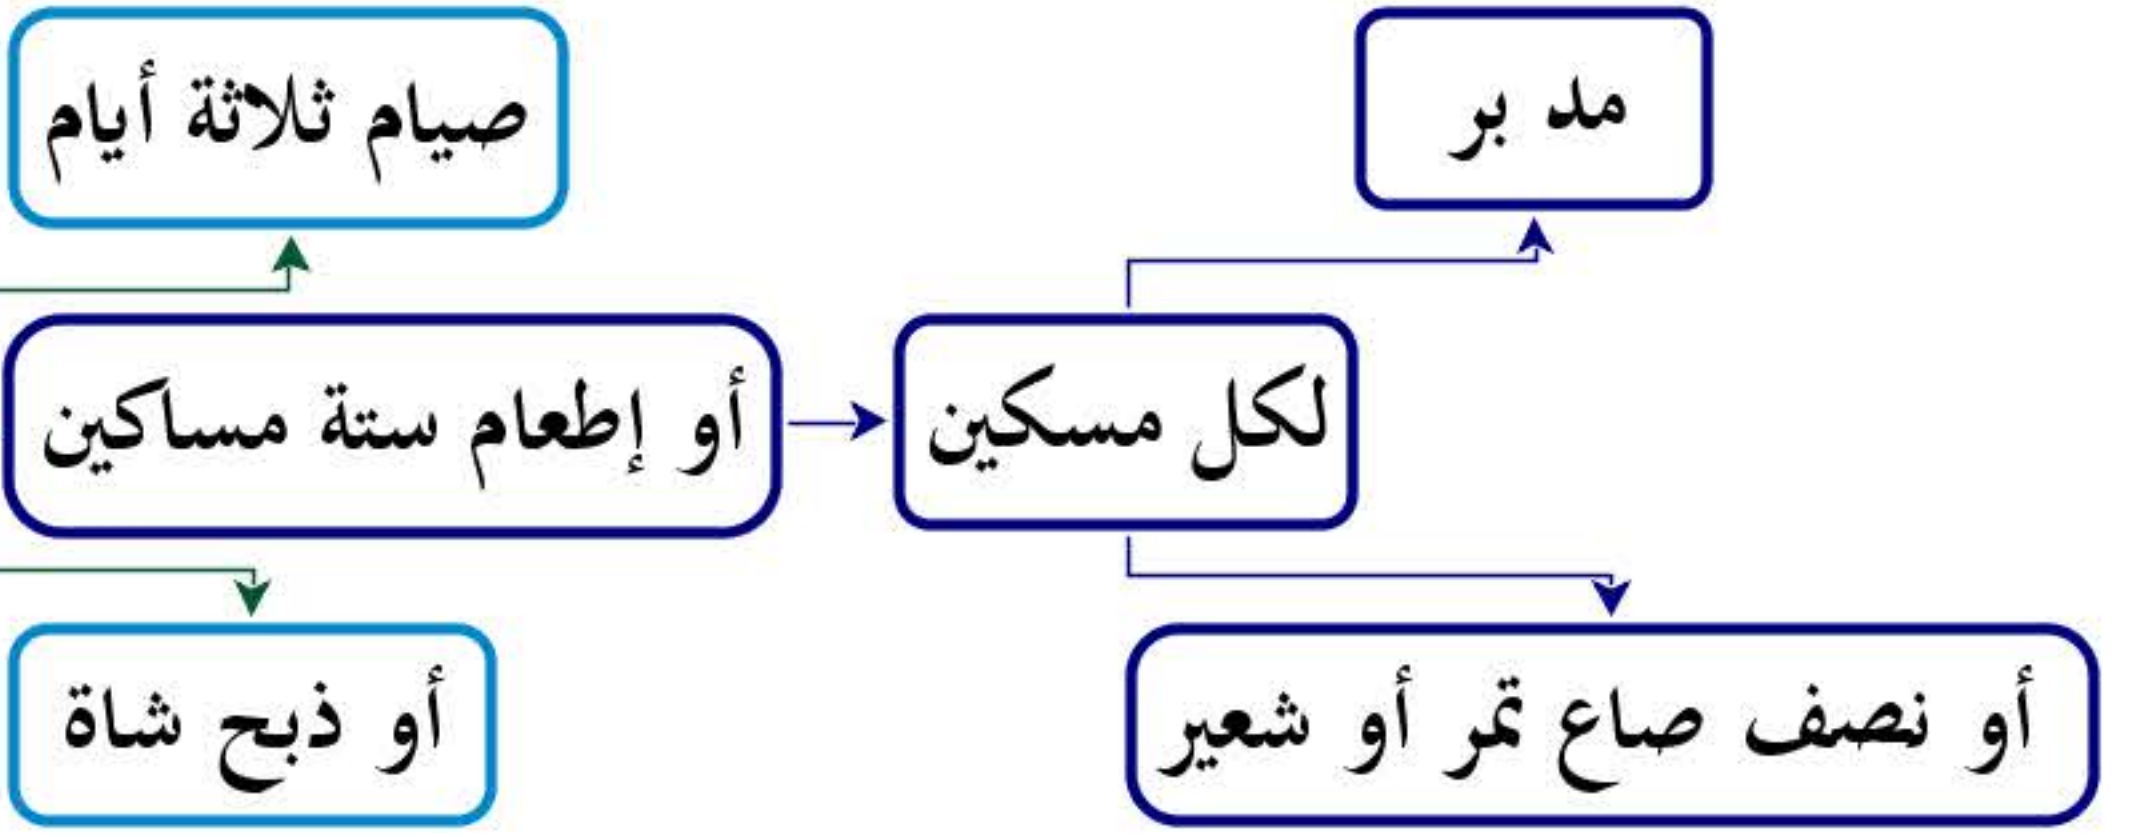 صيام ثلاثة أيام
مد بر
أو إطعام ستة مساكين
لكل مسكين
أو ذبح شاة
أو نصف صاع تمر أو شعير